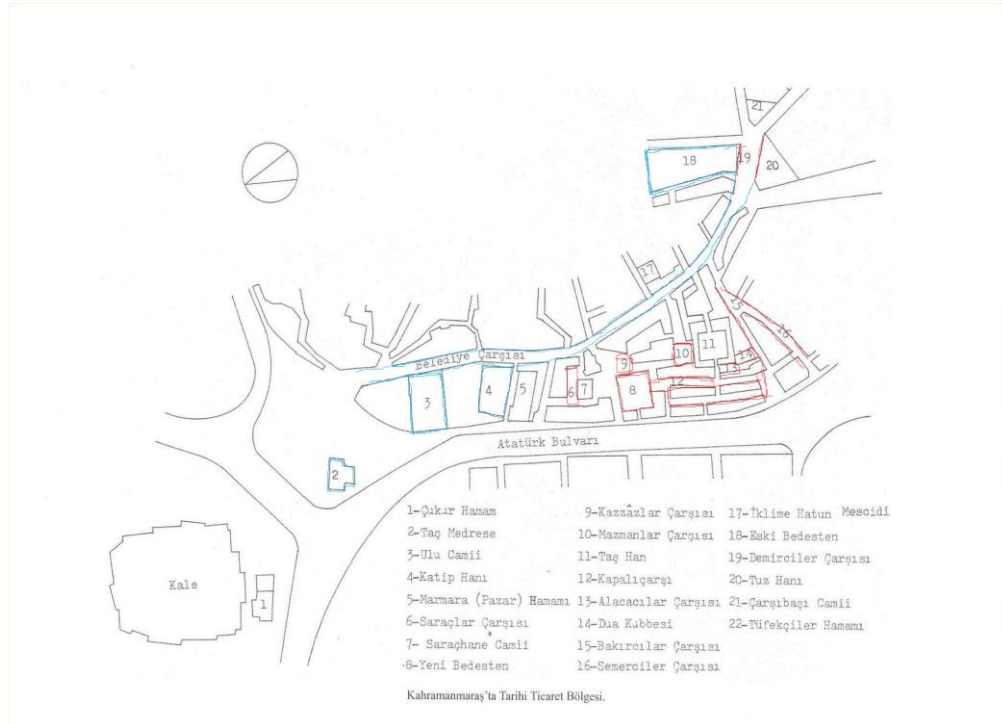 21
18
19
20
17
15
16
11
14
10
9
13
12
Belediye Çarşısı
8
7
6
5
4
3
Atatürk Bulvarı
2
Kale
1
1-Çukur Hamam
2-Taş Medrese
3-Ulu Camii
4-Katip Hanı
5-Marmara (Pazar) Hamamı
6-Saraçlar Çarşısı
7- Saraçhane Camii
8-Yeni Bedesten
9-Kazzâzlar Çarşısı
10-Mazmanlar Çarşısı
11-Taş Han
12-Kapalıçarşı
13-Alacacılar Çarşısı
14-Dua Kubbesi
15-Bakırcılar Çarşısı
16-Semerciler Çarşısı
17-İklime Hatun Mescidi
18-Eski Bedesten
19-Demirciler Çarşısı
20-Tuz Hanı
21-Çarşıbaşı Camii
22-Tüfekçiler Hamamı
Kahramanmaraş'ta Tarihi Ticaret Bölgesi.